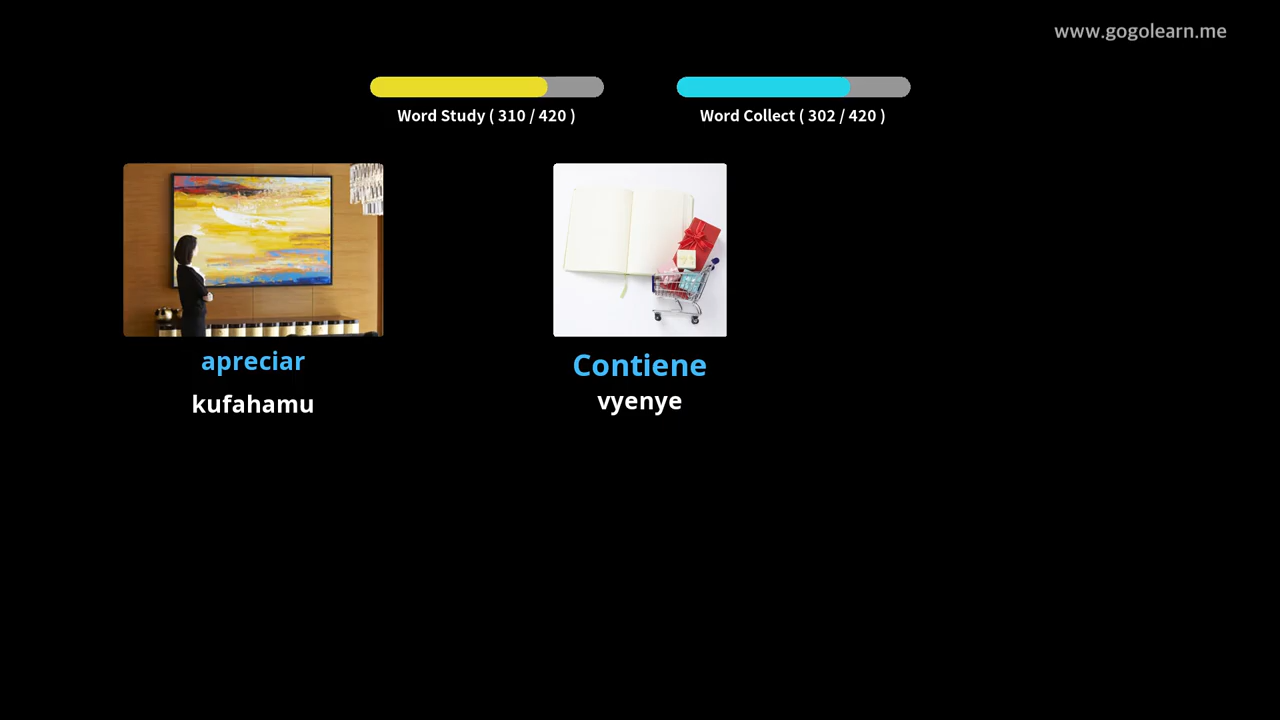 www.gogolearn.me
Word Study ( 310 / 420 )
Word Collect ( 302 / 420 )
apreciar
kufahamu
Contiene
vyenye